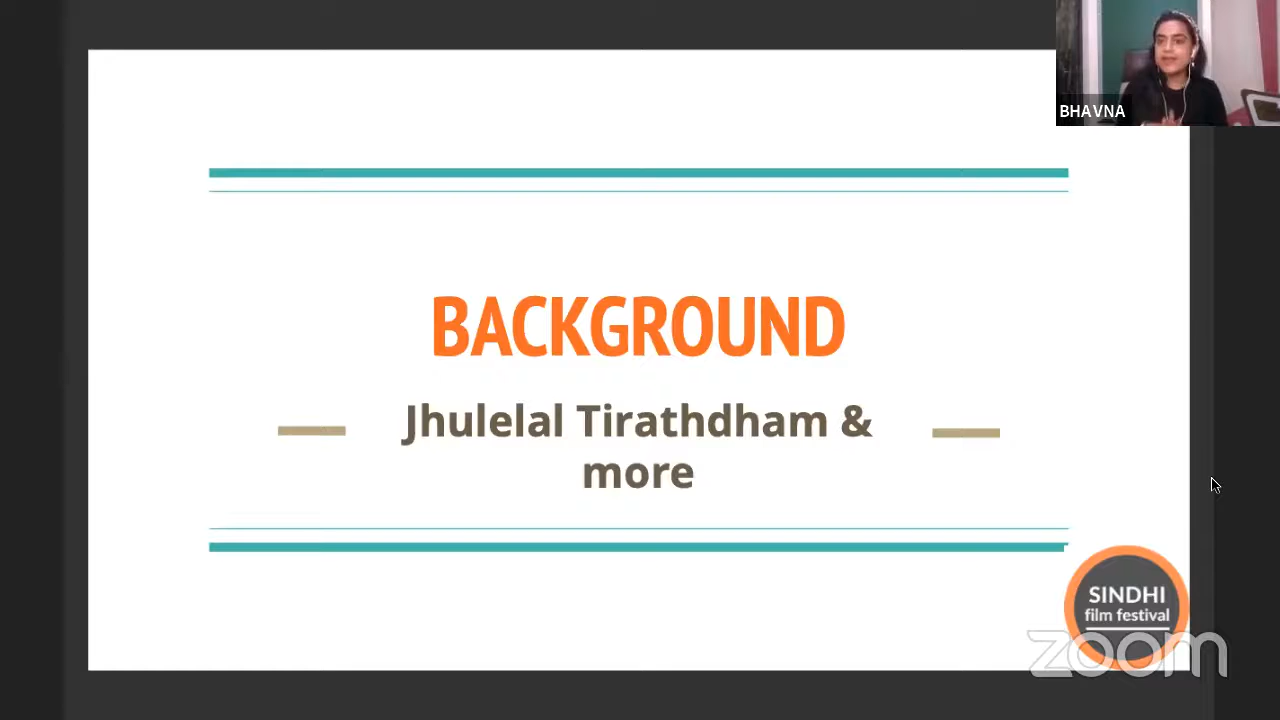 BHAVNA
BACKGROUND
Jhulelal Tirathdham &
more
SINDHI
film festival
zoom